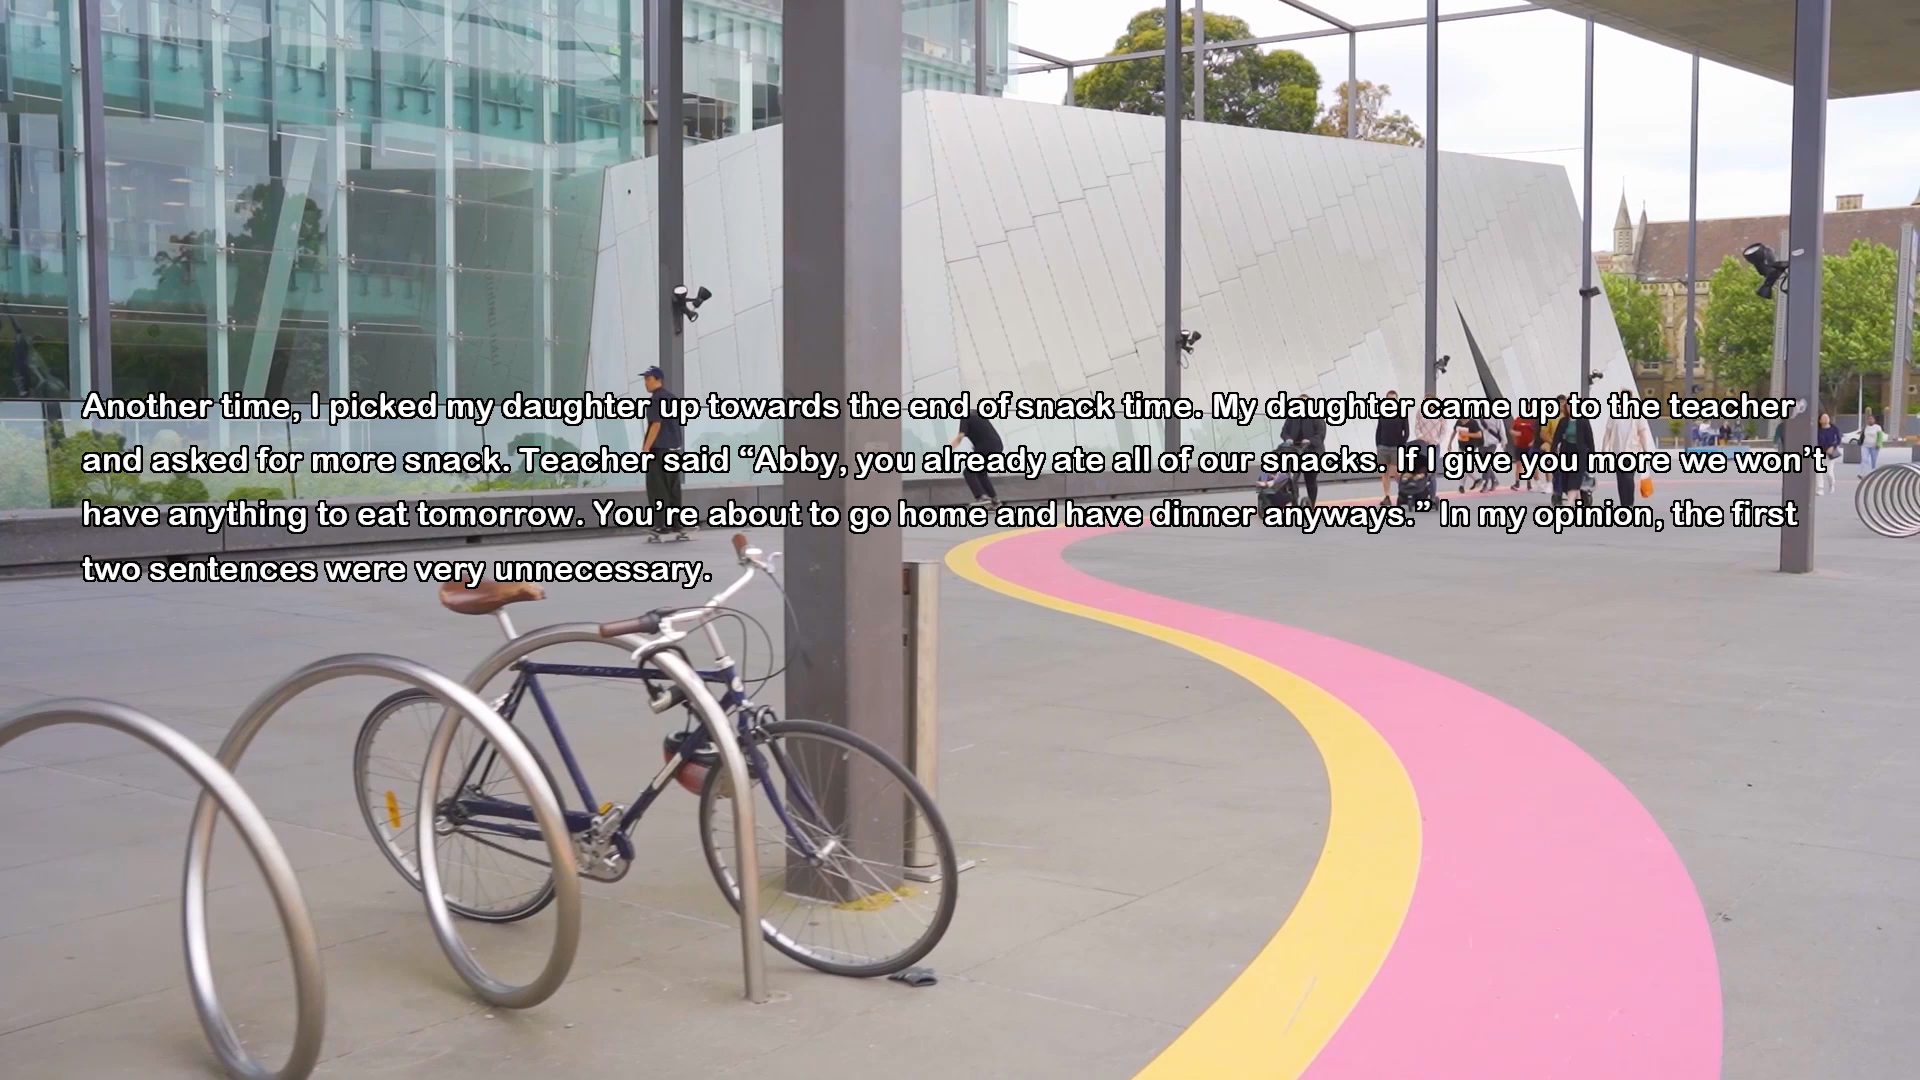 Another time, I picked my daughter up towards the end of snack time. My daughter came up to the teacher
and asked for more snack. Teacher said “Abby, you already ate all of our snacks. If I give you more we won’t
have anything to eat tomorrow. You’re about to go home and have dinner anyways.” In my opinion, the first
two sentences were very unnecessary.